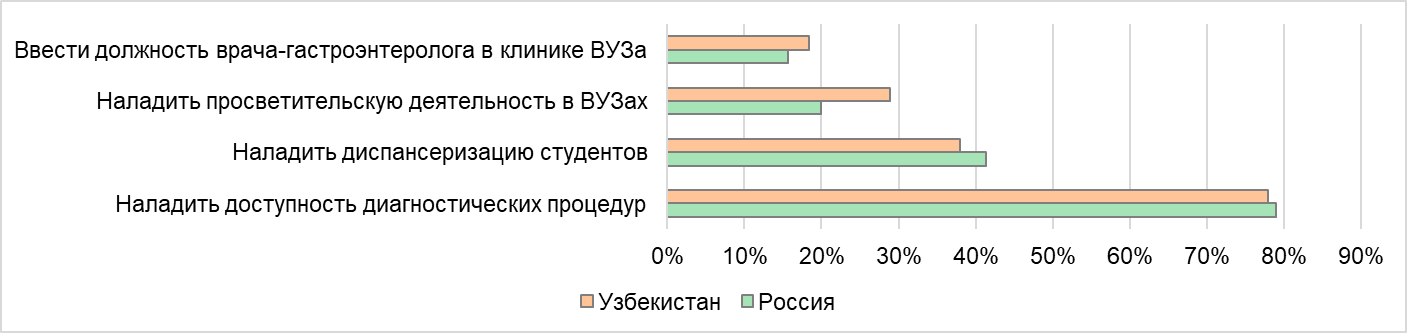 Ввести должность врача-гастроэнтеролога в клинике ВУЗа
Наладить просветительскую деятельность в ВУЗах
Наладить диспансеризацию студентов
Наладить доступность диагностических процедур
0% 10% 20% 30% 40% 50% 60% 70% 80% 90%
Узбекистан Россия